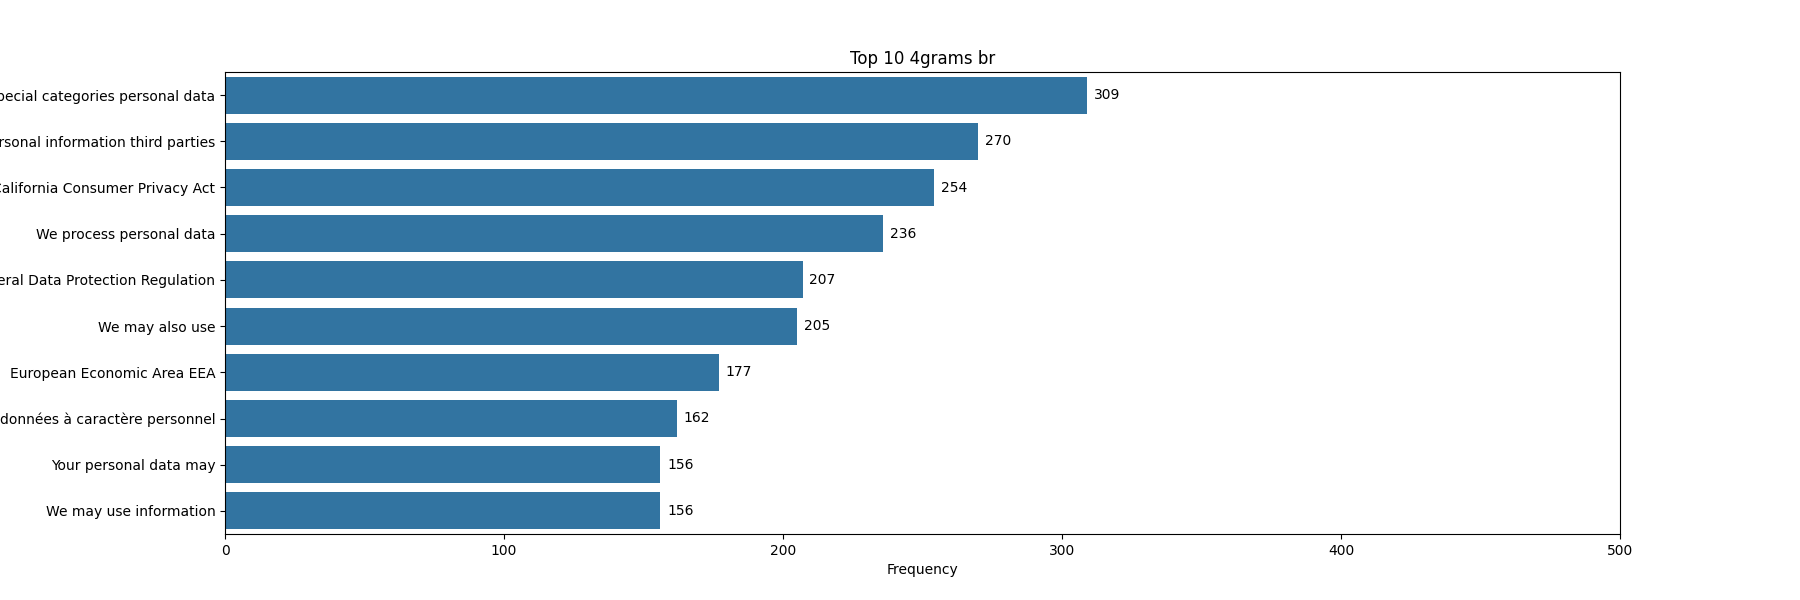 Top 10 4grams br
pecial categories personal data 309
rsonal information third parties 270
California Consumer Privacy Act 254
We process personal data 236
eral Data Protection Regulation 207
We may also use 205
European Economic Area EEA 177
données à caractère personnel 162
Your personal data may 156
We may use information 156
0 100 200 300 400 500
Frequency